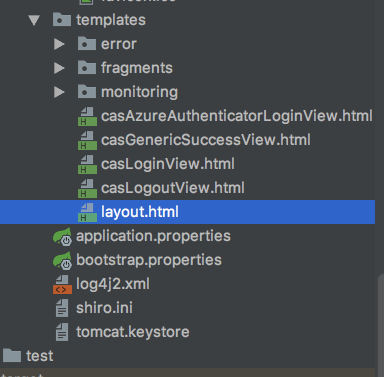 templates
error
fragments
monitoring
casAzureAuthenticatorLoginView.html
casGenericSuccessView.html
casLoginView.html
casLogoutView.html
layout.html
application.properties
bootstrap.properties
log4j2.xml
shiro.ini
tomcat.keystore
test